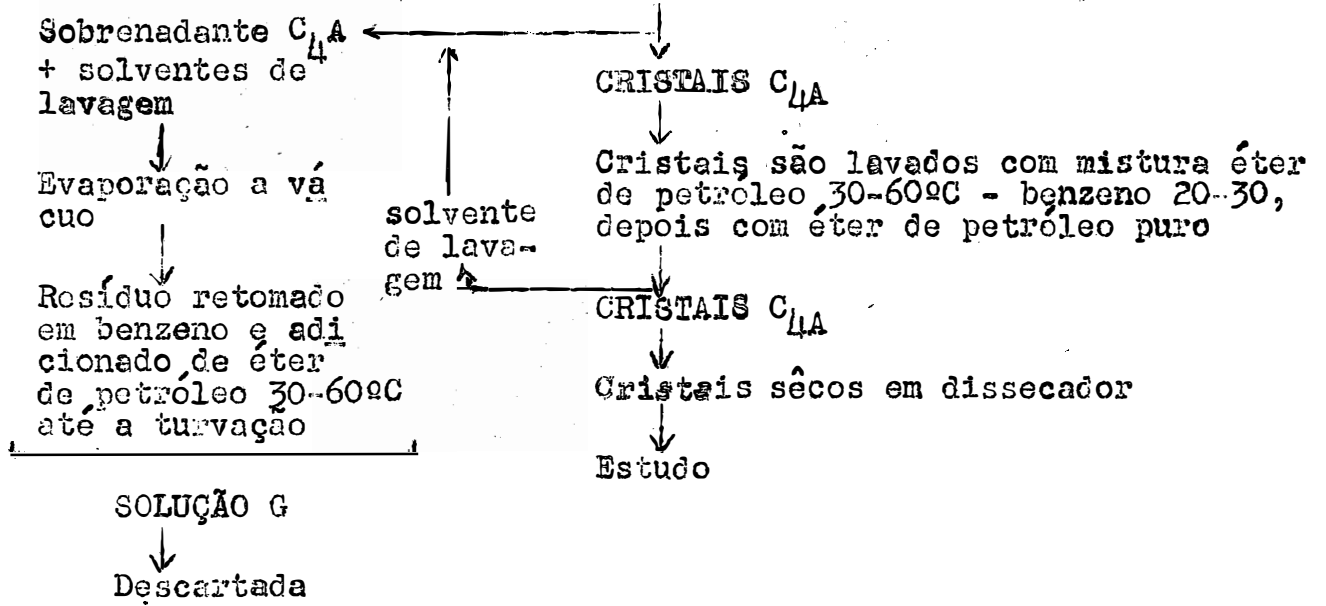 Sobrenadante C4A
+ solventes de
lavagem
Evaporação a vá
cuo
Resíduo retomado
em benzeno e adi
cionado de éter
de petróleo 30-60ºC
até a turvação
SOLUÇÃO G
Descartada
solvente
de lava-
gem
CRISTAIS C4A
Cristais são lavados com mistura éter
de petróleo 30-60ºC - benzeno 20-30,
depois com éter de petróleo puro
CRISTAIS C4A
Cristais sêcos em dissecador
Estudo